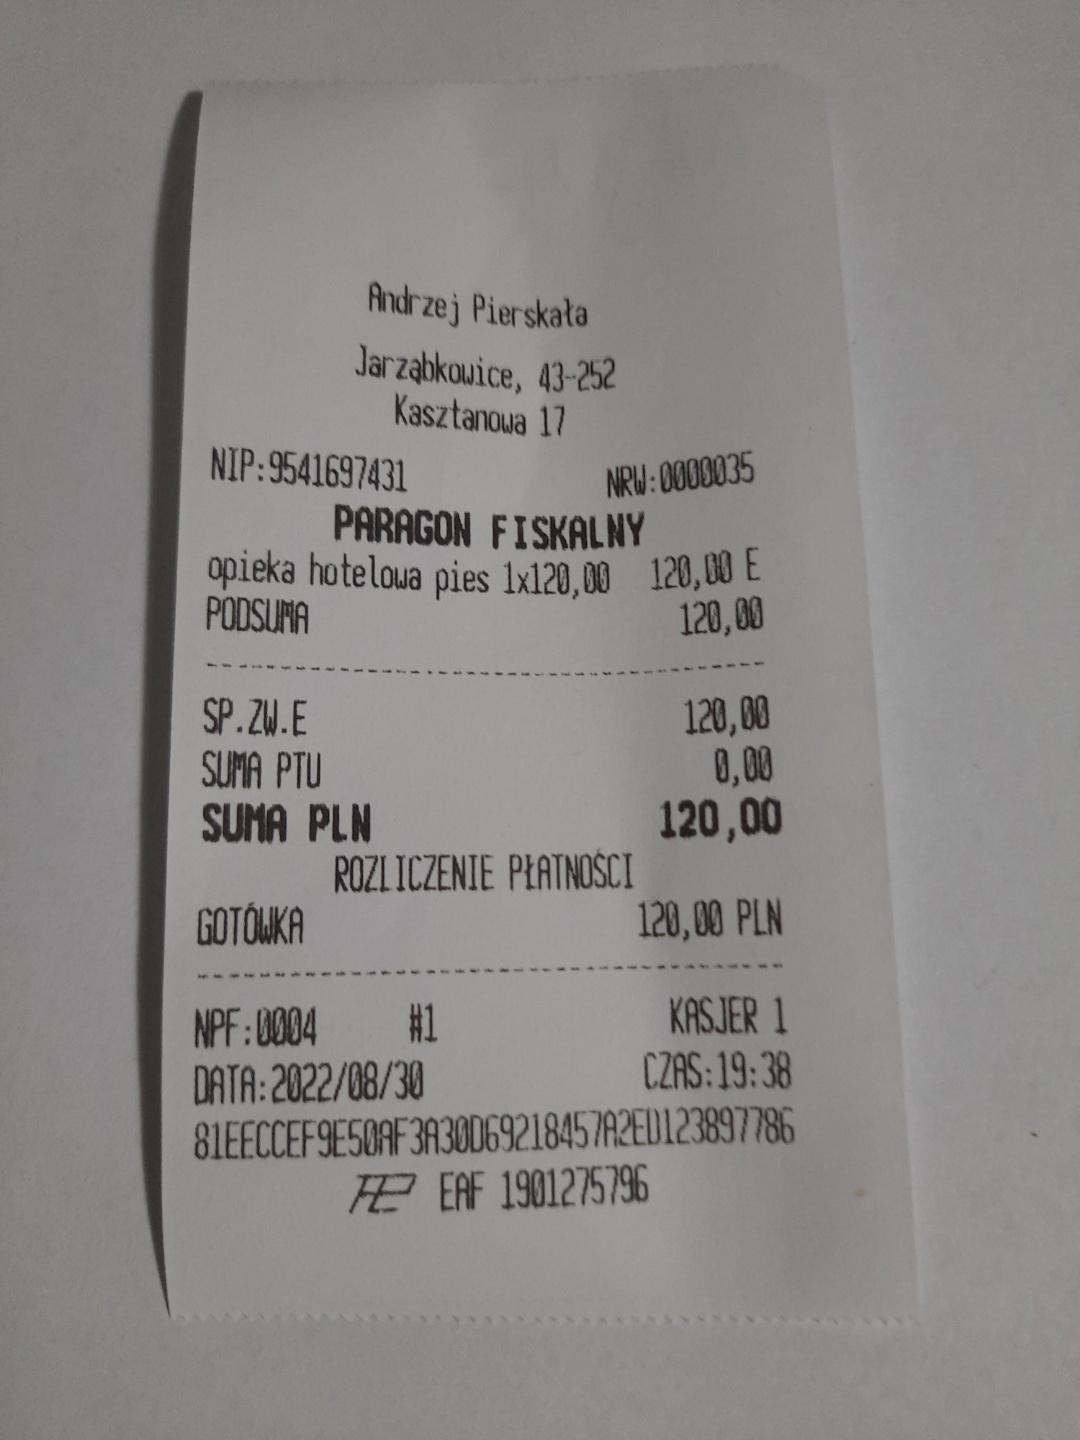 Andrzej Pierskała
Jarząbkowice, 43-252
Kasztanowa 17
NIP:9541697431 NRW:0000035
PARAGON FISKALNY
opieka hotelowa pies 1x120,00 120,00 E
PODSUMA 120,00
SP.ZW.E 120,00
SUMA PTU 0,00
SUMA PLN 120,00
ROZLICZENIE PŁATNOŚCI
GOTÓWKA 120,00 PLN
NPF:0004 #1 KASJER 1
DATA:2022/08/30 CZAS:19:38
81EECCEF9E50AF3A30D69218457A2ED123897786
EAF 1901275796